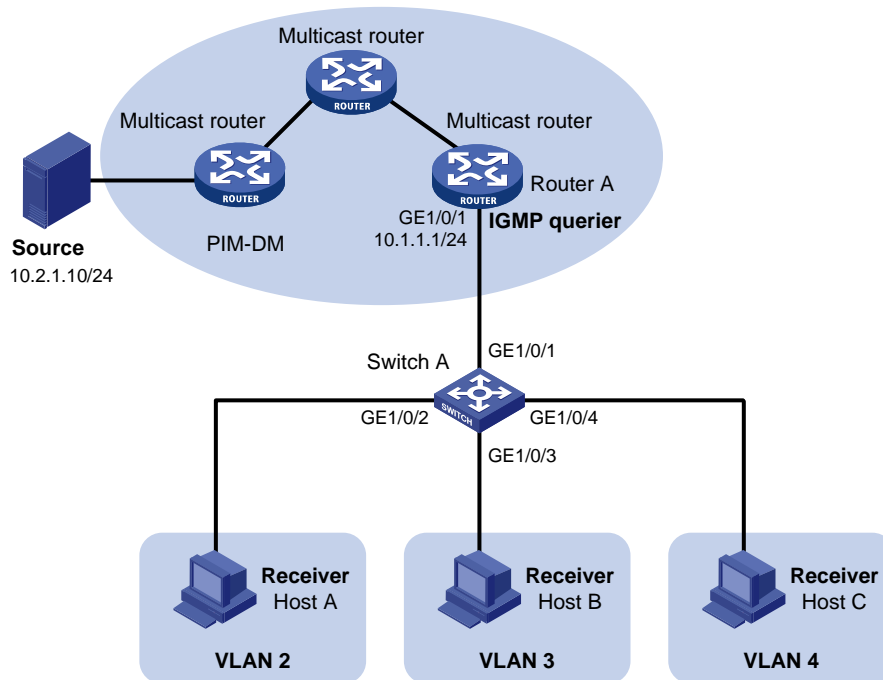 Multicast router
ROUTER
Multicast router
ROUTER
Multicast router
ROUTER
Router A
GE1/0/1
IGMP querier
10.1.1.1/24
PIM-DM
Source
10.2.1.10/24
GE1/0/1
Switch A
SWITCH
GE1/0/2
GE1/0/4
GE1/0/3
Receiver
Host A
VLAN 2
Receiver
Host B
VLAN 3
Receiver
Host C
VLAN 4